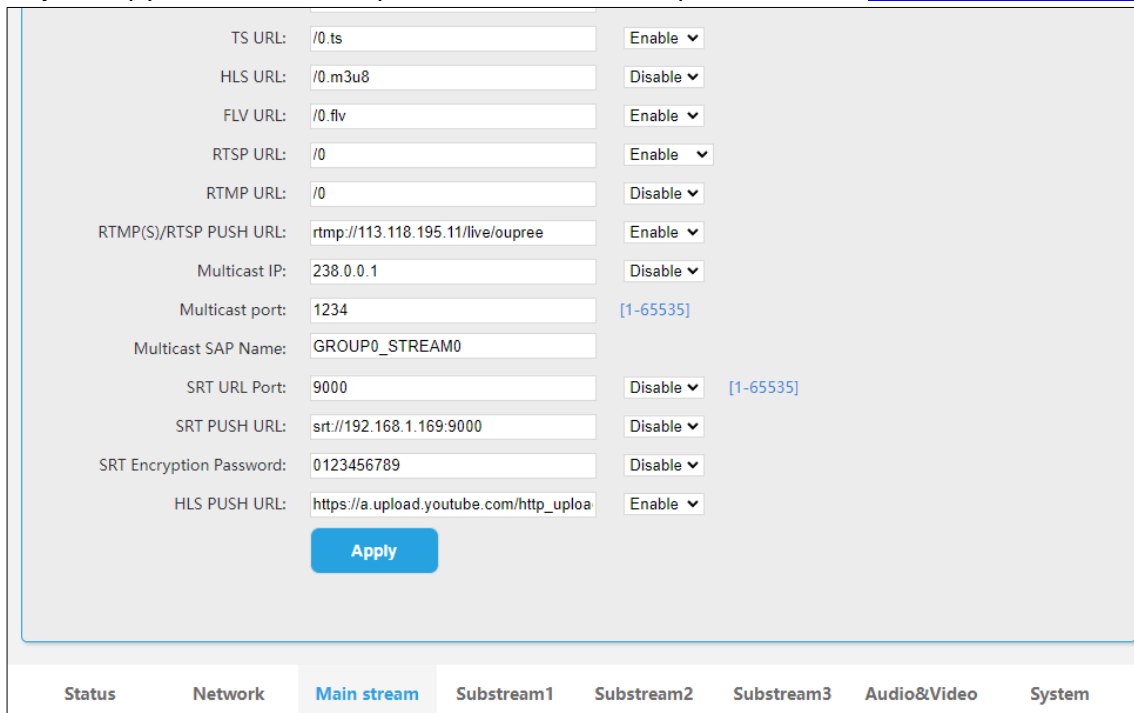 TS URL: /0.ts Enable
HLS URL: /0.m3u8 Disable
FLV URL: /0.flv Enable
RTSP URL: /0 Enable
RTMP URL: /0 Disable
RTMP(S)/RTSP PUSH URL: rtmp://113.118.195.11/live/oupree Enable
Multicast IP: 238.0.0.1 Disable
Multicast port: 1234 [1-65535]
Multicast SAP Name: GROUP0_STREAM0
SRT URL Port: 9000 Disable [1-65535]
SRT PUSH URL: srt://192.168.1.169:9000 Disable
SRT Encryption Password: 0123456789 Disable
HLS PUSH URL: https://a.upload.youtube.com/http_uploa Enable
Apply
Status Network Main stream Substream1 Substream2 Substream3 Audio&Video System